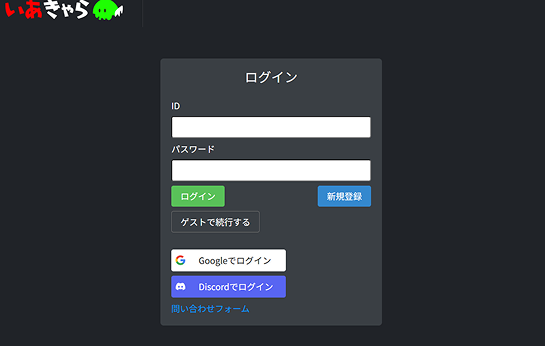 いあきゃら
ログイン
ID
パスワード
ログイン
新規登録
ゲストで続行する
Googleでログイン
Discordでログイン
問い合わせフォーム